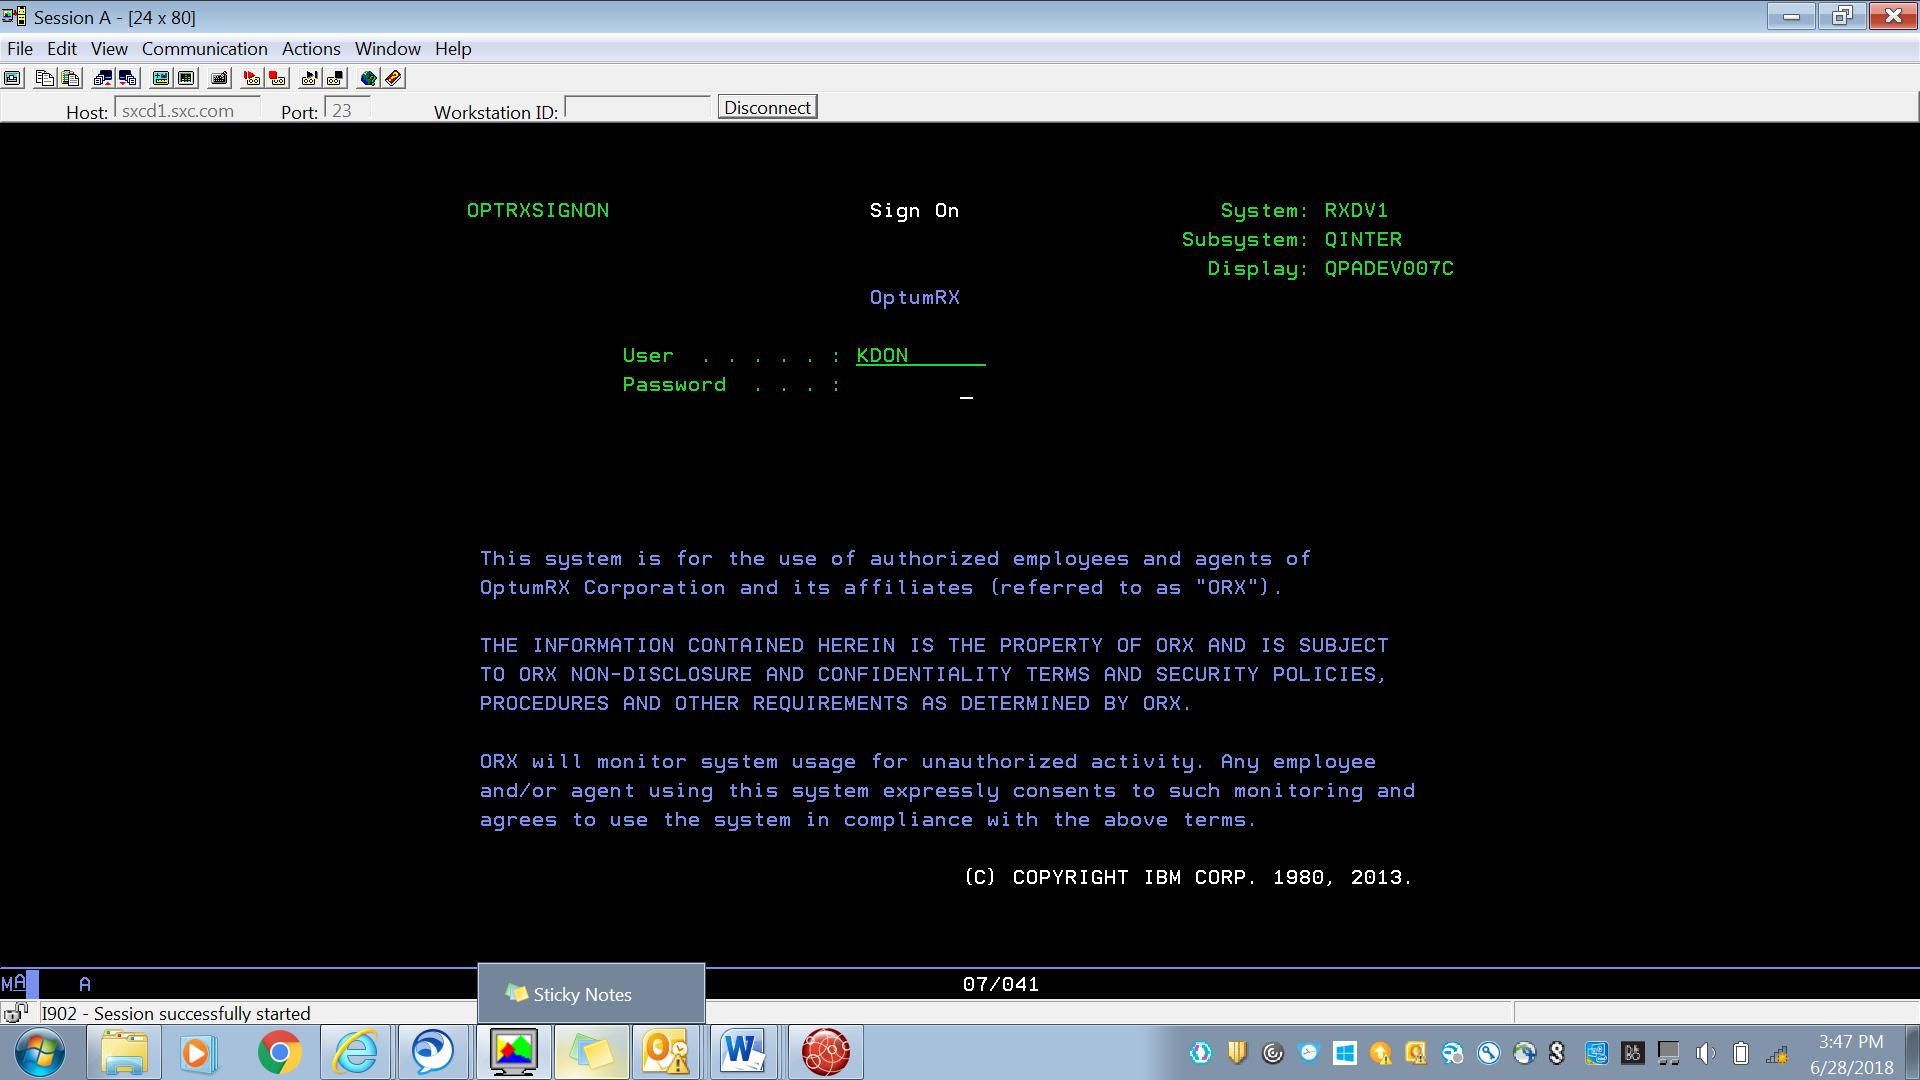 Session A - [24 x 80]
File Edit View Communication Actions Window Help
Host: sxcd1.sxc.com Port: 23 Workstation ID: Disconnect
OPTRXSIGNON Sign On System: RXDV1
Subsystem: QINTER
Display: QPADEV007C
OptumRX
User . . . . . : KDON
Password . . . :
This system is for the use of authorized employees and agents of
OptumRX Corporation and its affiliates (referred to as "ORX").
THE INFORMATION CONTAINED HEREIN IS THE PROPERTY OF ORX AND IS SUBJECT
TO ORX NON-DISCLOSURE AND CONFIDENTIALITY TERMS AND SECURITY POLICIES,
PROCEDURES AND OTHER REQUIREMENTS AS DETERMINED BY ORX.
ORX will monitor system usage for unauthorized activity. Any employee
and/or agent using this system expressly consents to such monitoring and
agrees to use the system in compliance with the above terms.
(C) COPYRIGHT IBM CORP. 1980, 2013.
MA A 07/041
Sticky Notes
I902 - Session successfully started
3:47 PM
6/28/2018